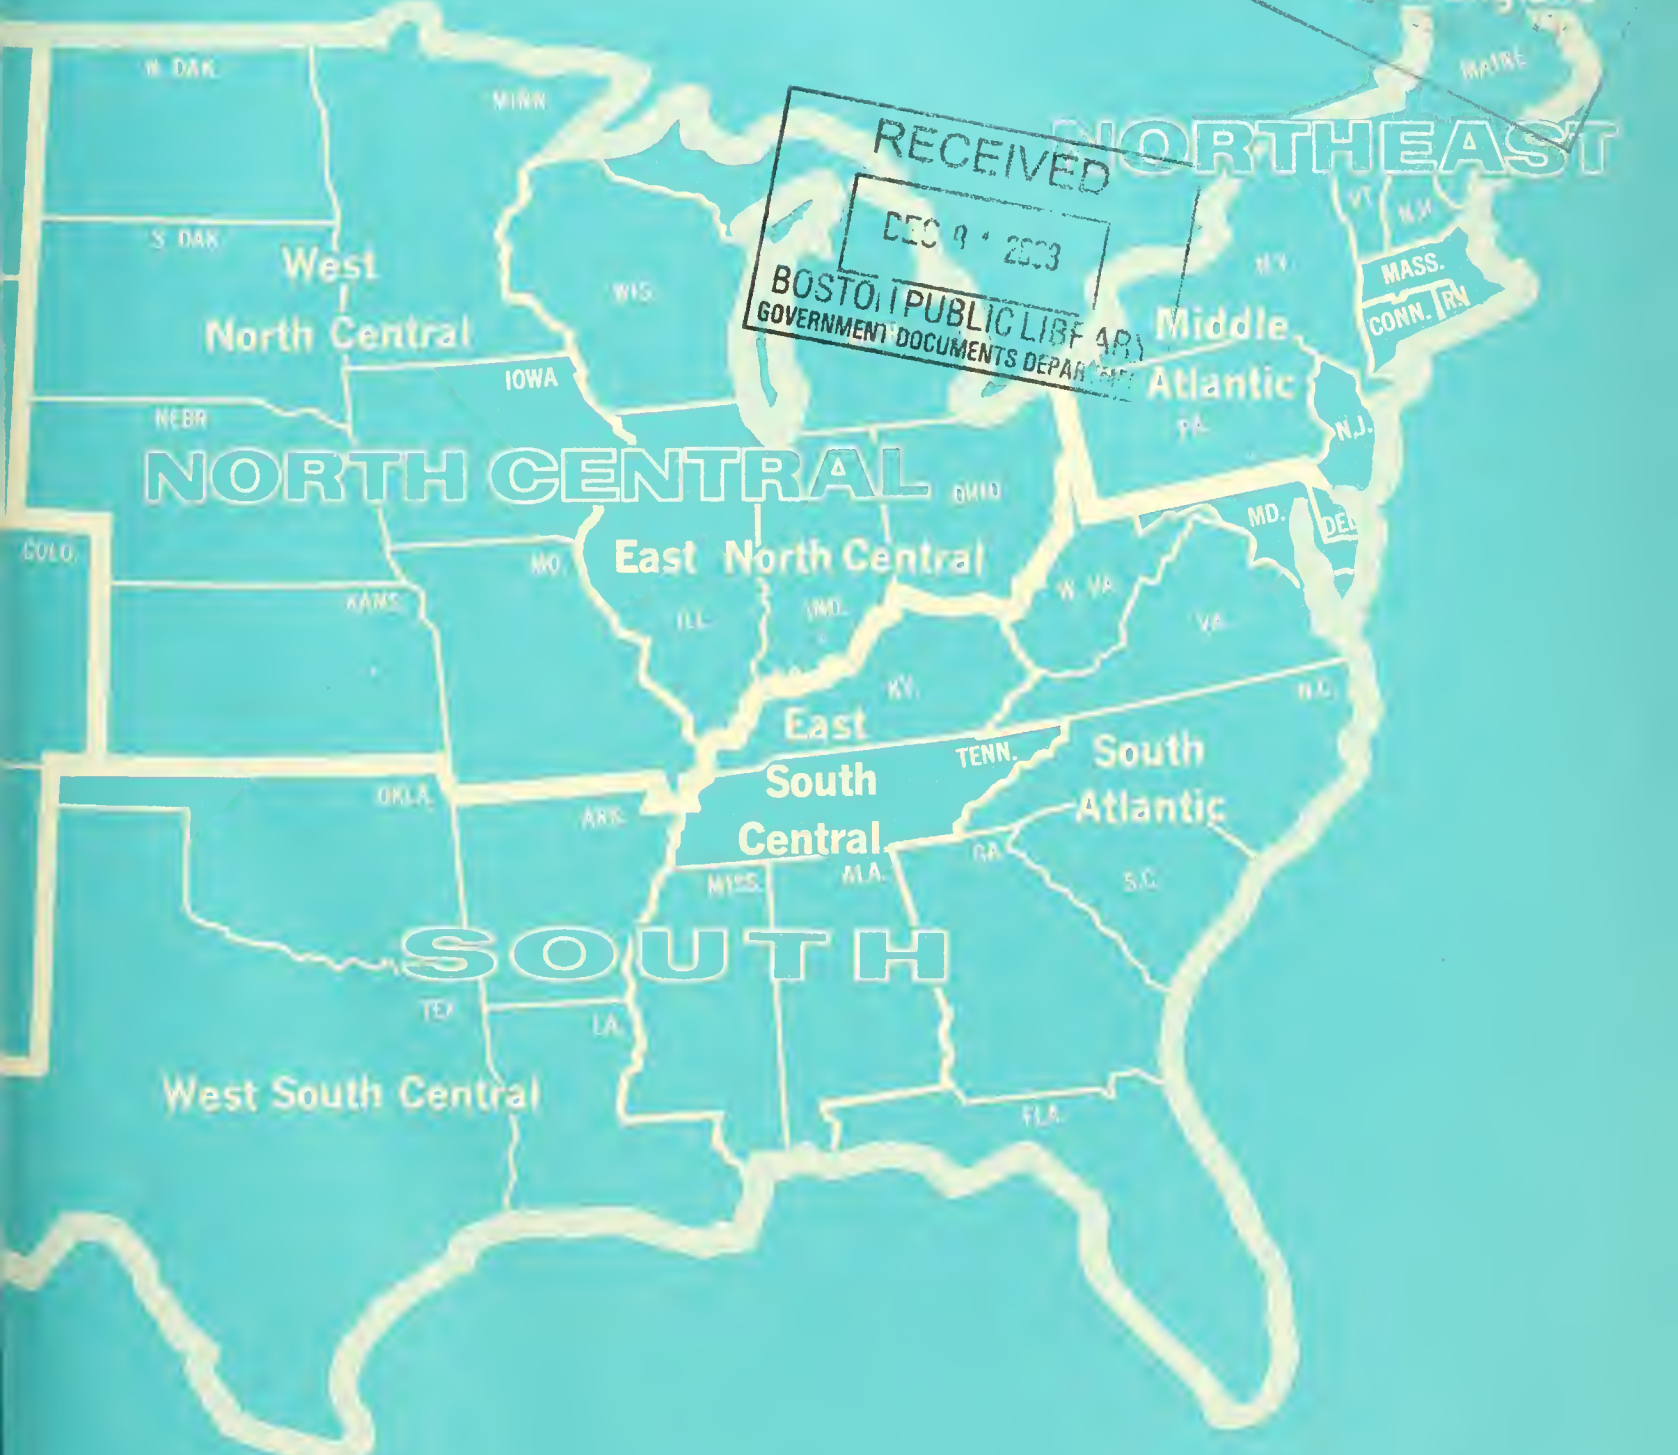 MAINE
N. DAK.
MINN.
NORTHEAST
RECEIVED
VT.
N.H.
S. DAK.
West
North Central
WIS.
DEC
BOSTON PUBLIC LIBRARY
GOVERNMENT DOCUMENTS DEPARTMENT
N.Y.
MASS.
CONN.
R.I.
Middle
Atlantic
PA.
N.J.
IOWA
NEBR.
NORTH CENTRAL
OHIO
MD.
DEL.
COLO.
MO.
East North Central
W. VA.
VA.
KANS.
ILL.
IND.
KY.
N.C.
East
South
Central
TENN.
South
Atlantic
OKLA.
ARK.
MISS.
ALA.
GA.
S.C.
SOUTH
TEX.
LA.
West South Central
FLA.